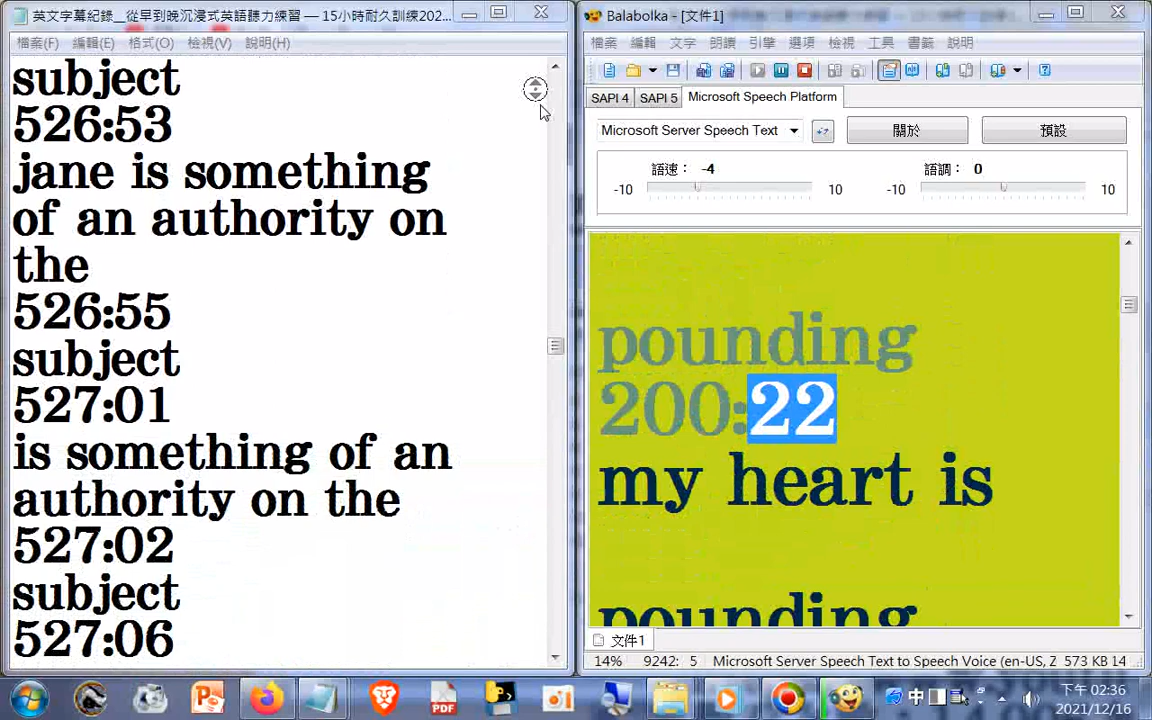 英文字幕紀錄__從早到晚沉浸式英語聽力練習 — 15小時耐久訓練202...
檔案(F) 編輯(E) 格式(O) 檢視(V) 說明(H)
subject
526:53
jane is something
of an authority on
the
526:55
subject
527:01
is something of an
authority on the
527:02
subject
527:06
Balabolka - [文件1]
檔案 編輯 文字 朗讀 引擎 選項 檢視 工具 書籤 說明
SAPI 4 SAPI 5 Microsoft Speech Platform
Microsoft Server Speech Text
關於
預設
語速: -4
語調: 0
-10 10 -10 10
pounding
200:22
my heart is
pounding
文件1
14% 9242: 5 Microsoft Server Speech Text to Speech Voice (en-US, Z 573 KB 14
PDF
中
下午 02:36
2021/12/16